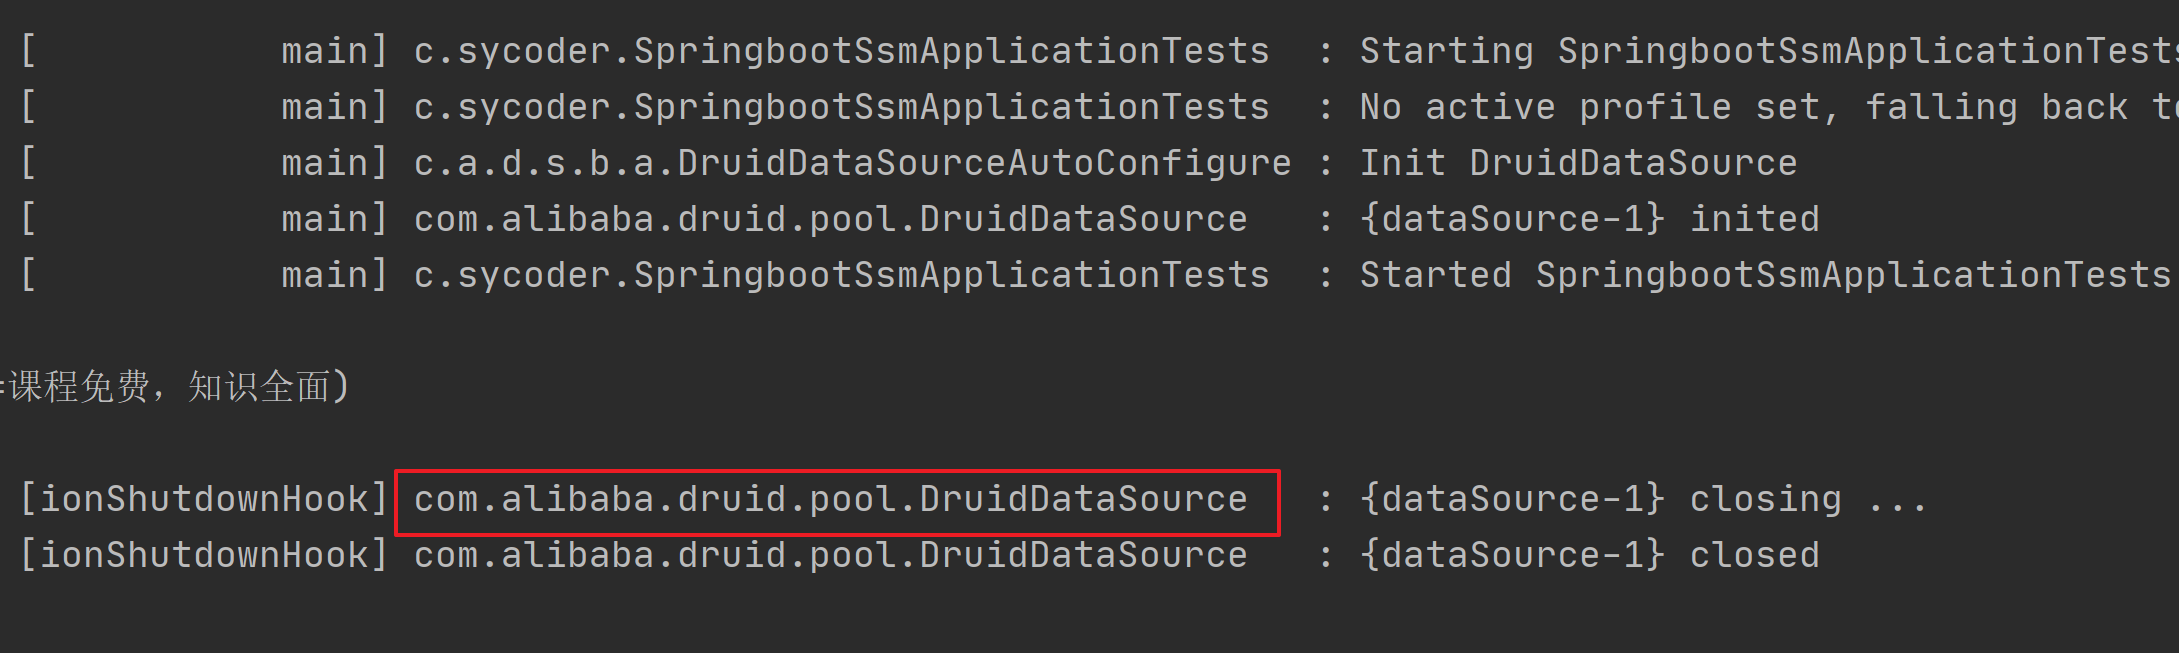 [           main] c.sycoder.SpringbootSsmApplicationTests  : Starting SpringbootSsmApplicationTests
[           main] c.sycoder.SpringbootSsmApplicationTests  : No active profile set, falling back to
[           main] c.a.d.s.b.a.DruidDataSourceAutoConfigure : Init DruidDataSource
[           main] com.alibaba.druid.pool.DruidDataSource   : {dataSource-1} inited
[           main] c.sycoder.SpringbootSsmApplicationTests  : Started SpringbootSsmApplicationTests
=课程免费，知识全面)
[ionShutdownHook] com.alibaba.druid.pool.DruidDataSource   : {dataSource-1} closing ...
[ionShutdownHook] com.alibaba.druid.pool.DruidDataSource   : {dataSource-1} closed